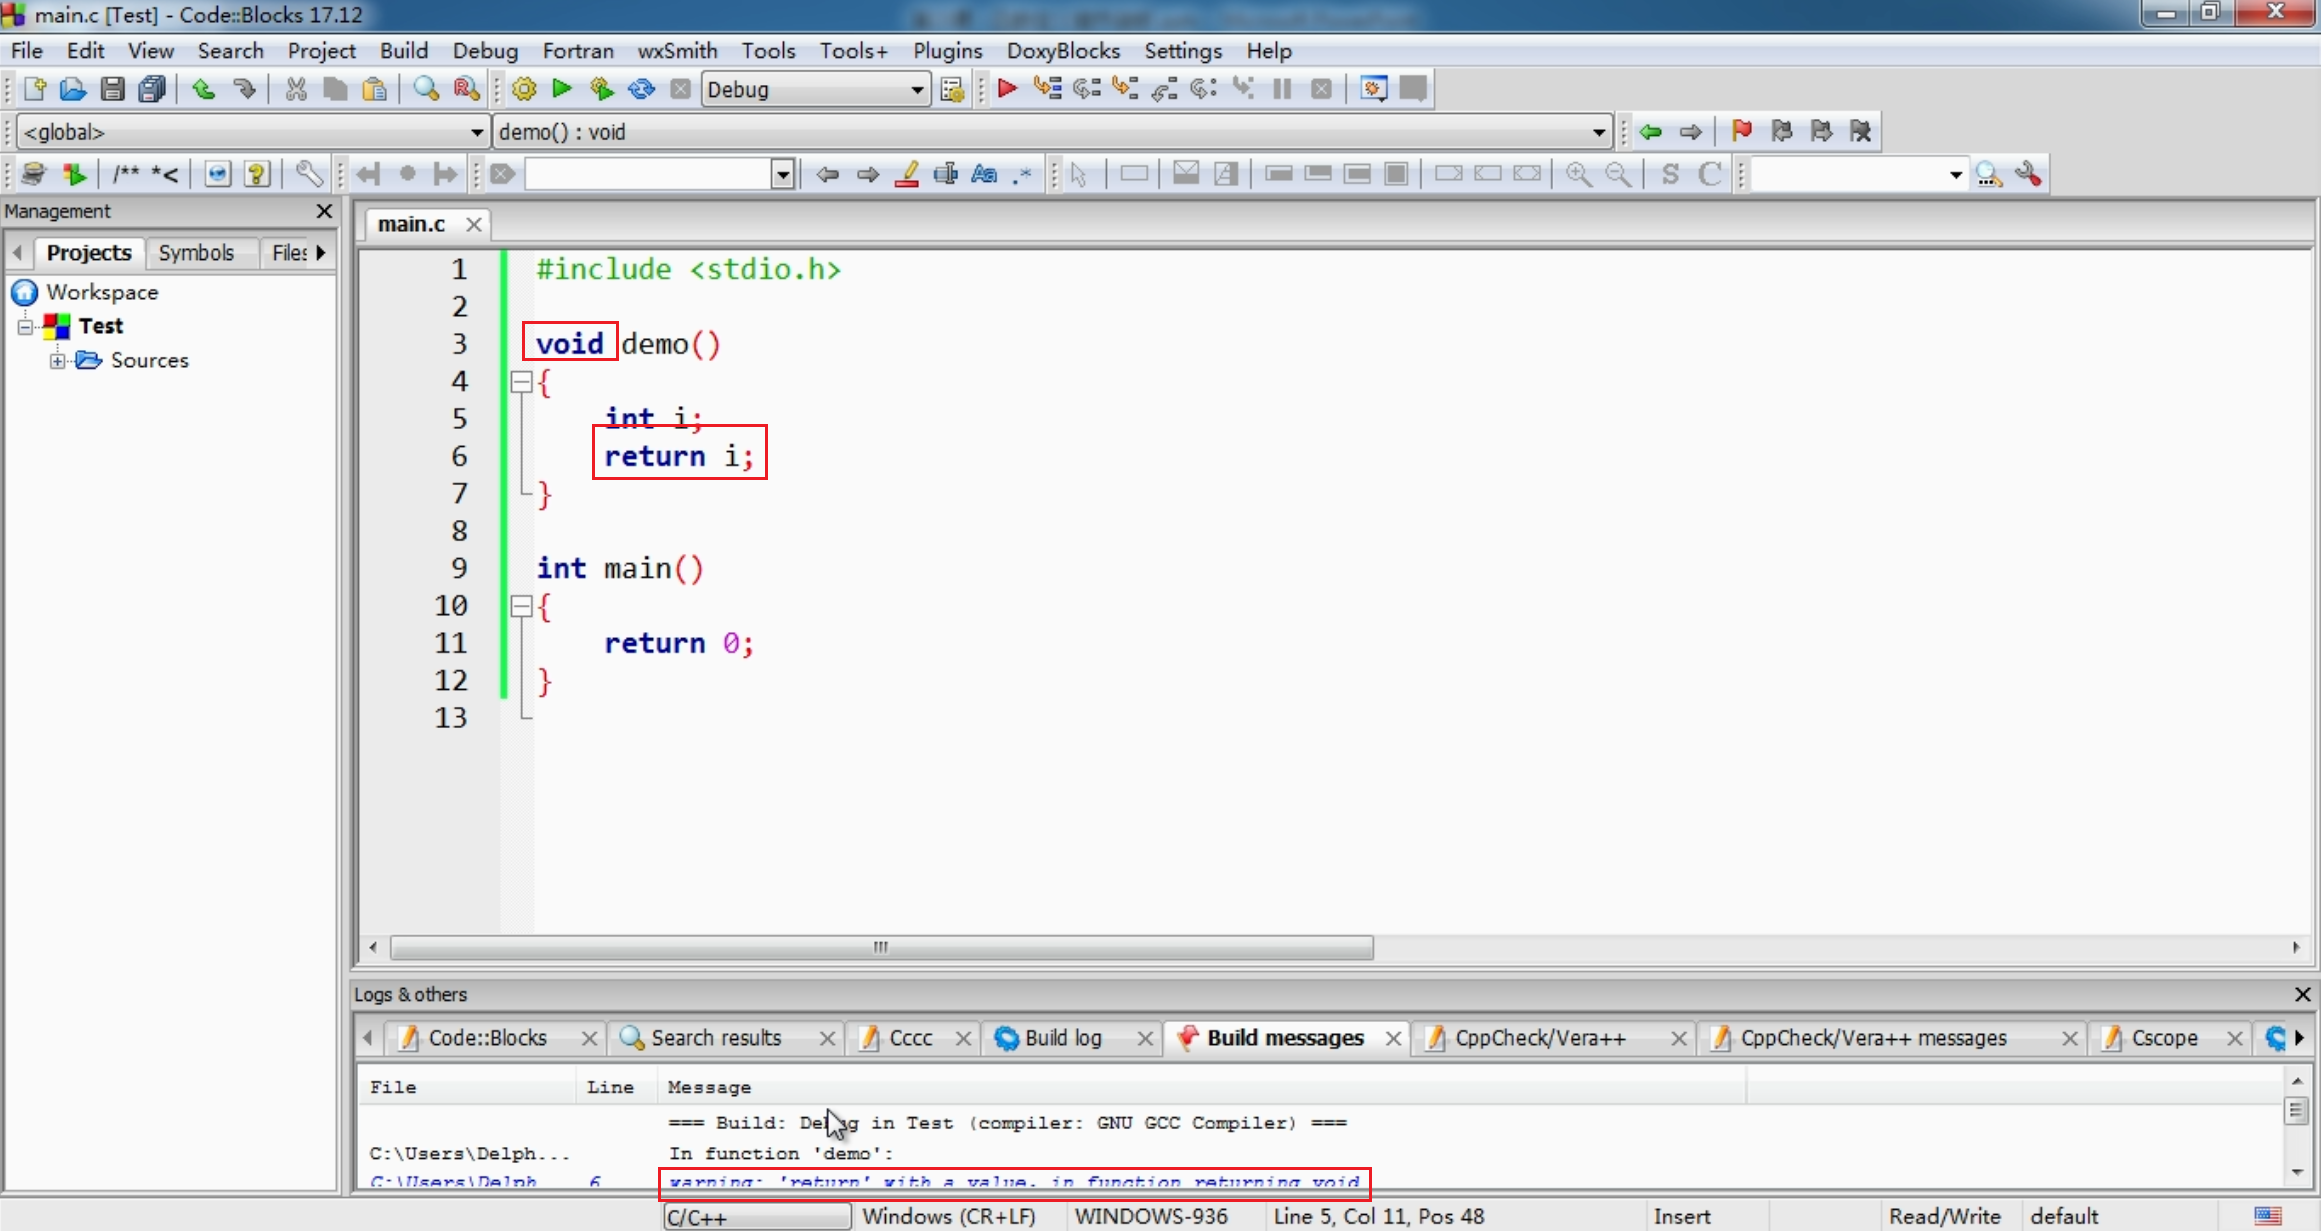 main.c [Test] - Code::Blocks 17.12
File Edit View Search Project Build Debug Fortran wxSmith Tools Tools+ Plugins DoxyBlocks Settings Help
Debug
<global> demo() : void
/** *< S C
Management
Projects Symbols Files
Workspace
Test
Sources
main.c
1 #include <stdio.h>
2
3 void demo()
4 {
5 int i;
6 return i;
7 }
8
9 int main()
10 {
11 return 0;
12 }
13
Logs & others
Code::Blocks Search results Cccc Build log Build messages CppCheck/Vera++ CppCheck/Vera++ messages Cscope
File Line Message
=== Build: Debug in Test (compiler: GNU GCC Compiler) ===
C:\Users\Delph... In function 'demo':
C:\Users\Delph 6 warning: 'return' with a value, in function returning void
C/C++ Windows (CR+LF) WINDOWS-936 Line 5, Col 11, Pos 48 Insert Read/Write default